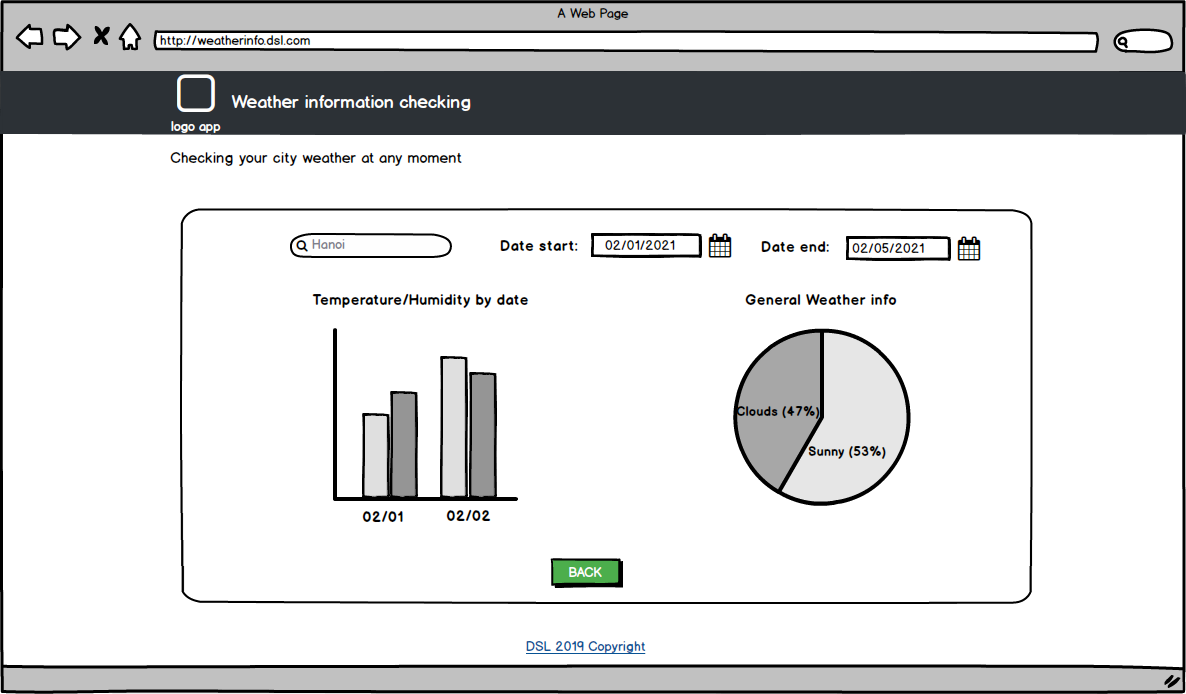 A Web Page
http://weatherinfo.dsl.com
Weather information checking
logo app
Checking your city weather at any moment
Hanoi
Date start:
02/01/2021
Date end:
02/05/2021
Temperature/Humidity by date
General Weather info
Clouds (47%)
Sunny (53%)
02/01
02/02
BACK
DSL 2019 Copyright